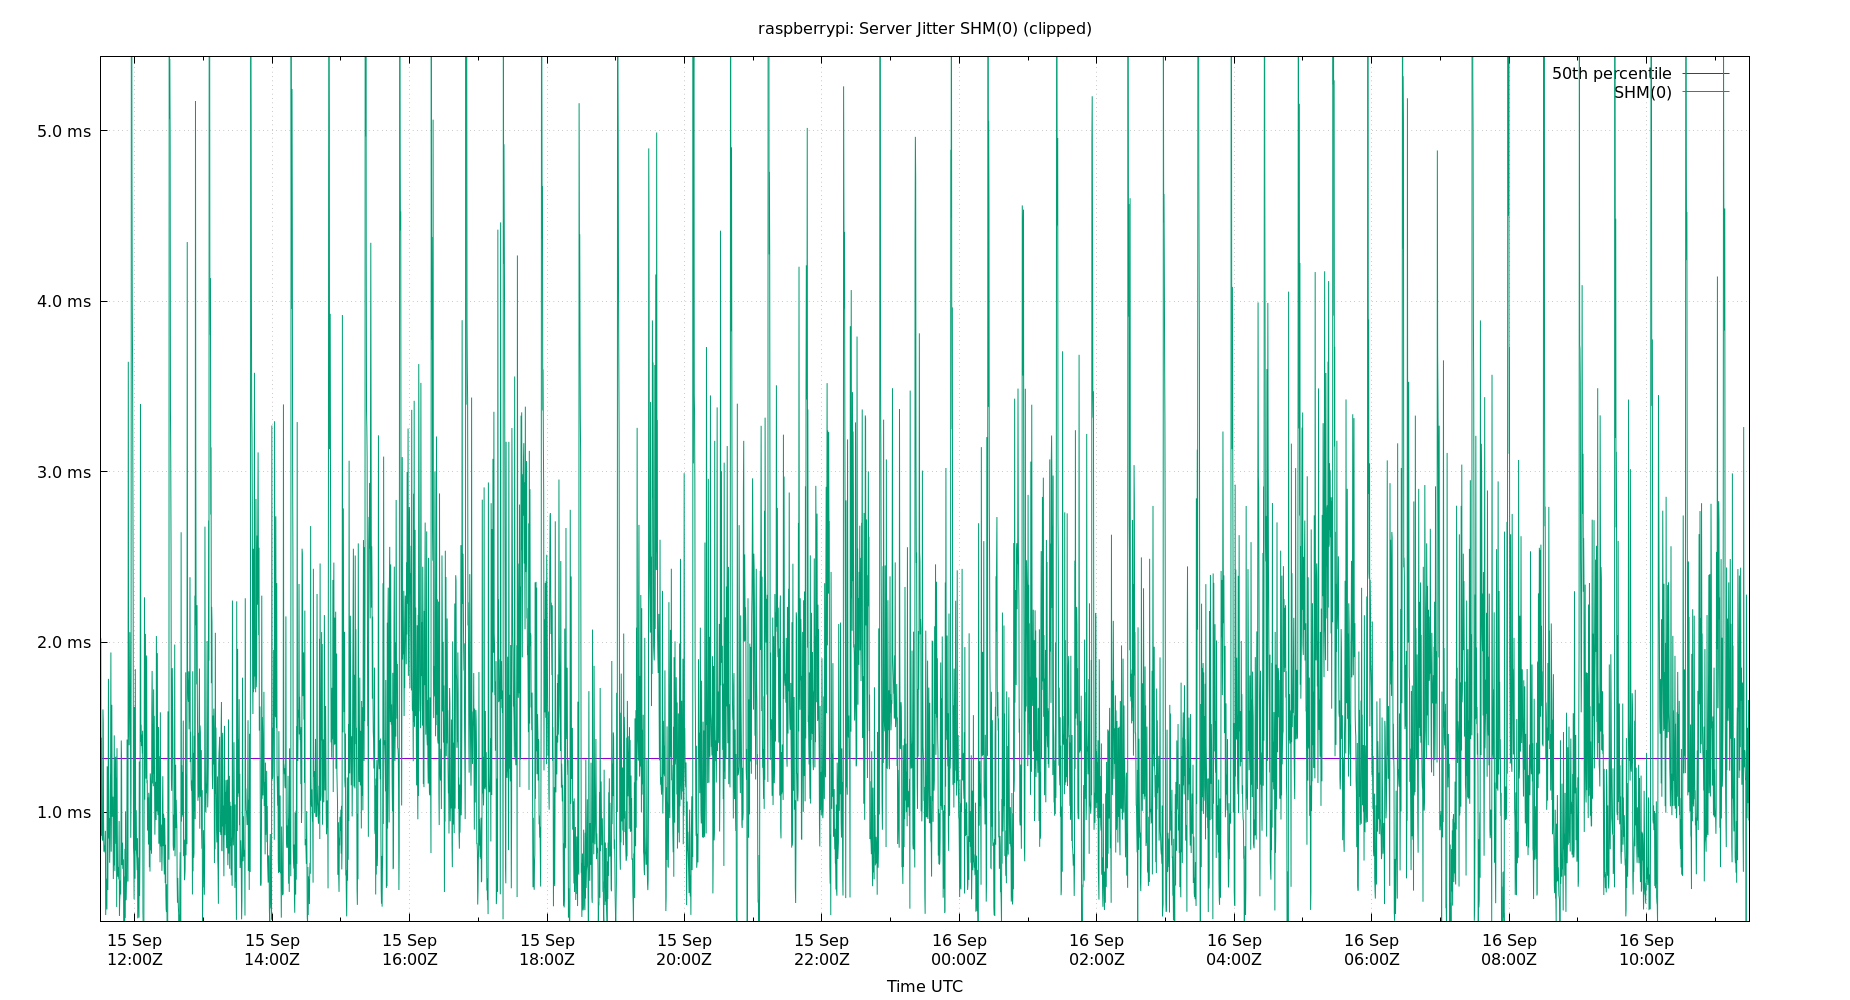 raspberrypi: Server Jitter SHM(0) (clipped)
50th percentile
SHM(0)
5.0 ms
4.0 ms
3.0 ms
2.0 ms
1.0 ms
15 Sep 15 Sep 15 Sep 15 Sep 15 Sep 15 Sep 16 Sep 16 Sep 16 Sep 16 Sep 16 Sep 16 Sep
12:00Z 14:00Z 16:00Z 18:00Z 20:00Z 22:00Z 00:00Z 02:00Z 04:00Z 06:00Z 08:00Z 10:00Z
Time UTC